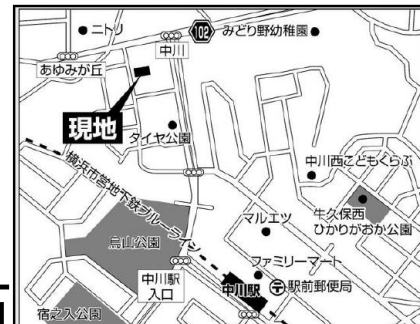 ニトリ
102
みどり野幼稚園
中川
あゆみが丘
現地
タイヤ公園
横浜市営地下鉄ブルーライン
中川西こどもくらぶ
マルエツ
牛久保西
ひかりがおか公園
烏山公園
ファミリーマート
中川駅
入口
中川駅
駅前郵便局
宿之入公園